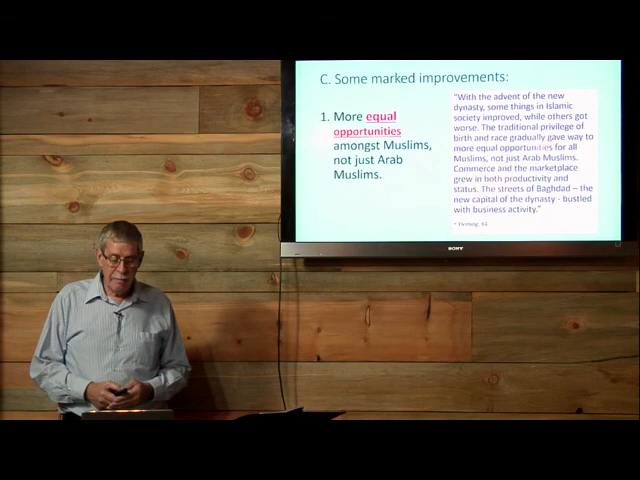 C. Some marked improvements:
1. More equal
opportunities
amongst Muslims,
not just Arab
Muslims.
"With the advent of the new
dynasty, some things in Islamic
society improved, while others got
worse. The traditional privilege of
birth and race gradually gave way to
more equal opportunities for all
Muslims, not just Arab Muslims.
Commerce and the marketplace
grew in both productivity and
status. The streets of Baghdad – the
new capital of the dynasty - bustled
with business activity."
SONY